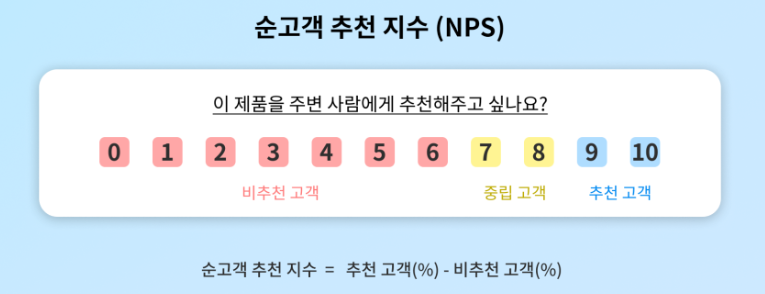 순고객 추천 지수 (NPS)
이 제품을 주변 사람에게 추천해주고 싶나요?
0 1 2 3 4 5 6 7 8 9 10
비추천 고객 중립 고객 추천 고객
순고객 추천 지수 = 추천 고객(%) - 비추천 고객(%)